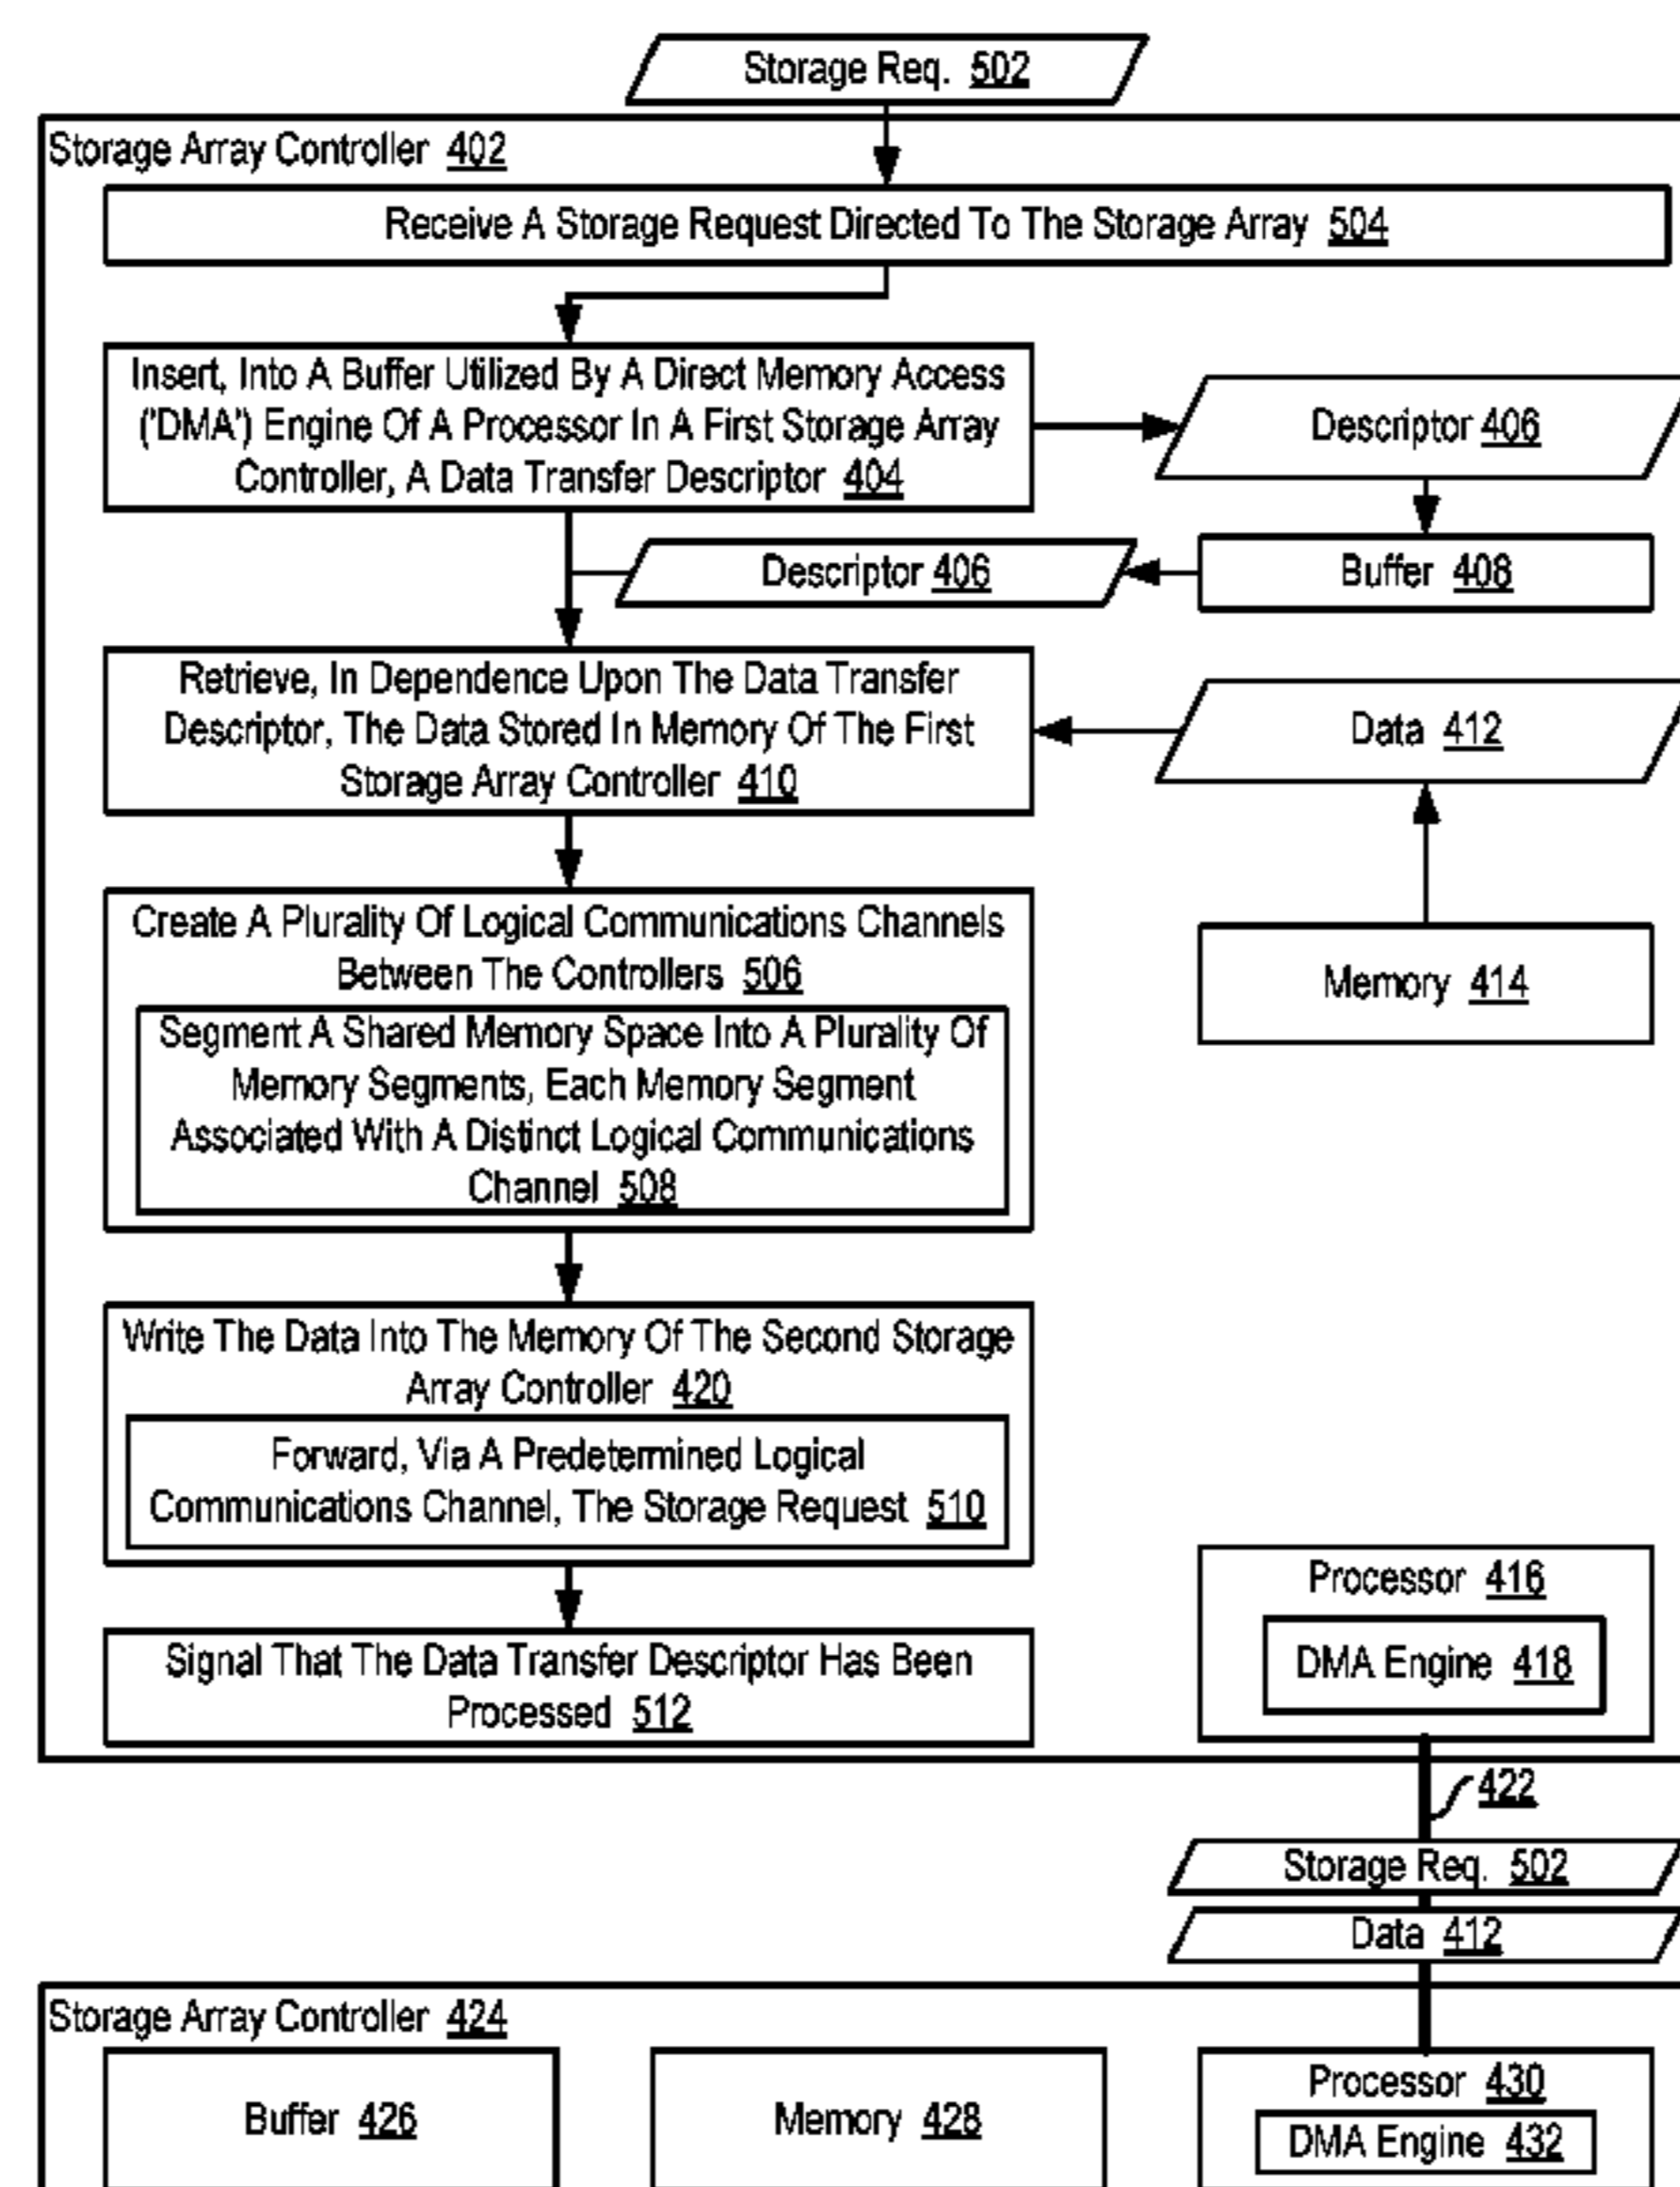 Storage Req. 502
Storage Array Controller 402
Receive A Storage Request Directed To The Storage Array 504
Insert, Into A Buffer Utilized By A Direct Memory Access
('DMA') Engine Of A Processor In A First Storage Array
Controller, A Data Transfer Descriptor 404
Descriptor 406
Descriptor 406
Buffer 408
Retrieve, In Dependence Upon The Data Transfer
Descriptor, The Data Stored In Memory Of The First
Storage Array Controller 410
Data 412
Create A Plurality Of Logical Communications Channels
Between The Controllers 506
Segment A Shared Memory Space Into A Plurality Of
Memory Segments, Each Memory Segment
Associated With A Distinct Logical Communications
Channel 508
Memory 414
Write The Data Into The Memory Of The Second Storage
Array Controller 420
Forward, Via A Predetermined Logical
Communications Channel, The Storage Request 510
Signal That The Data Transfer Descriptor Has Been
Processed 512
Processor 416
DMA Engine 418
422
Storage Req. 502
Data 412
Storage Array Controller 424
Buffer 426
Memory 428
Processor 430
DMA Engine 432